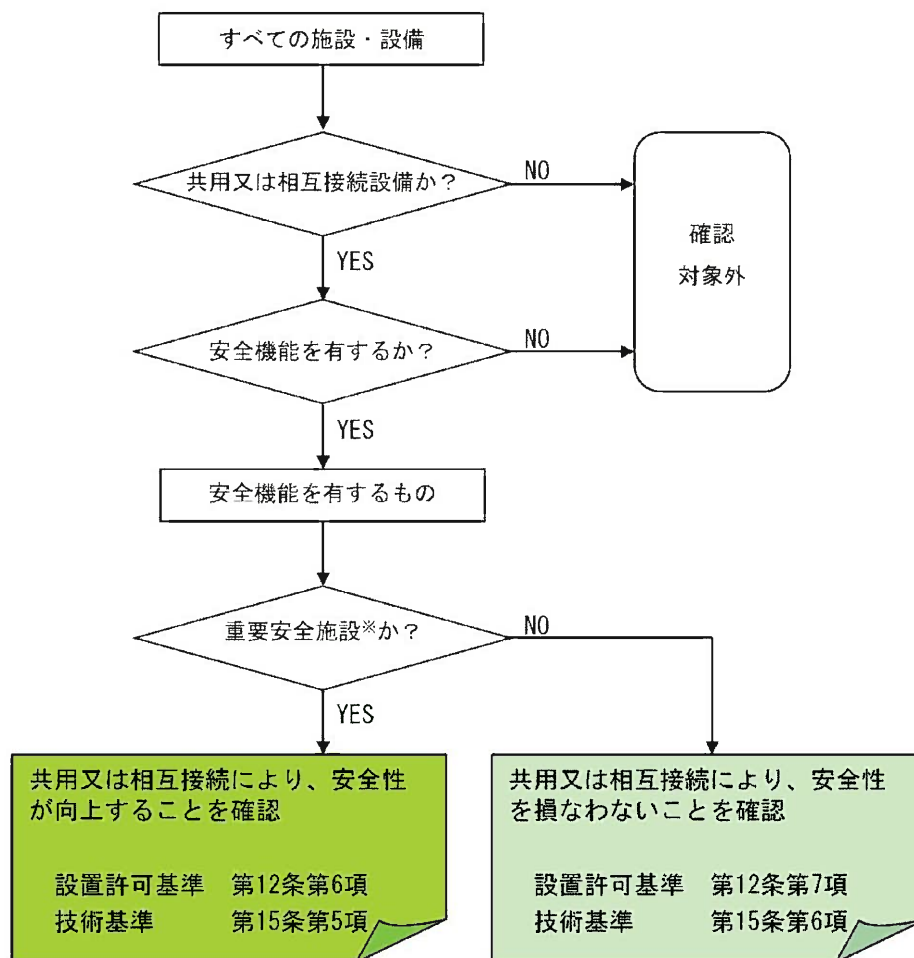 すべての施設・設備
共用又は相互接続設備か？
NO
確認
対象外
YES
安全機能を有するか？
NO
YES
安全機能を有するもの
重要安全施設※か？
NO
YES
共用又は相互接続により、安全性
が向上することを確認
設置許可基準 第12条第6項
技術基準 第15条第5項
共用又は相互接続により、安全性
を損なわないことを確認
設置許可基準 第12条第7項
技術基準 第15条第6項